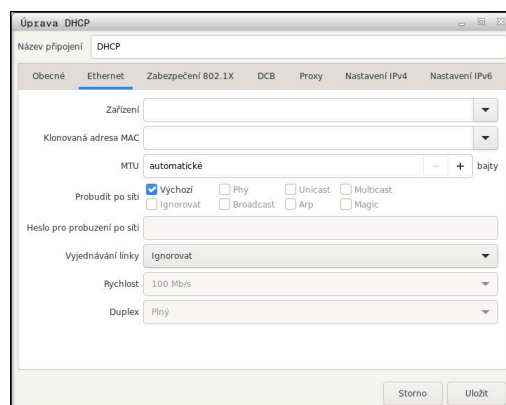 Úprava DHCP
Název připojení DHCP
Obecné Ethernet Zabezpečení 802.1X DCB Proxy Nastavení IPv4 Nastavení IPv6
Zařízení
Klonovaná adresa MAC
MTU automatické − + bajty
Probudit po síti Výchozí Phy Unicast Multicast
Ignorovat Broadcast Arp Magic
Heslo pro probuzení po síti
Vyjednávání linky Ignorovat
Rychlost 100 Mb/s
Duplex Plný
Storno Uložit